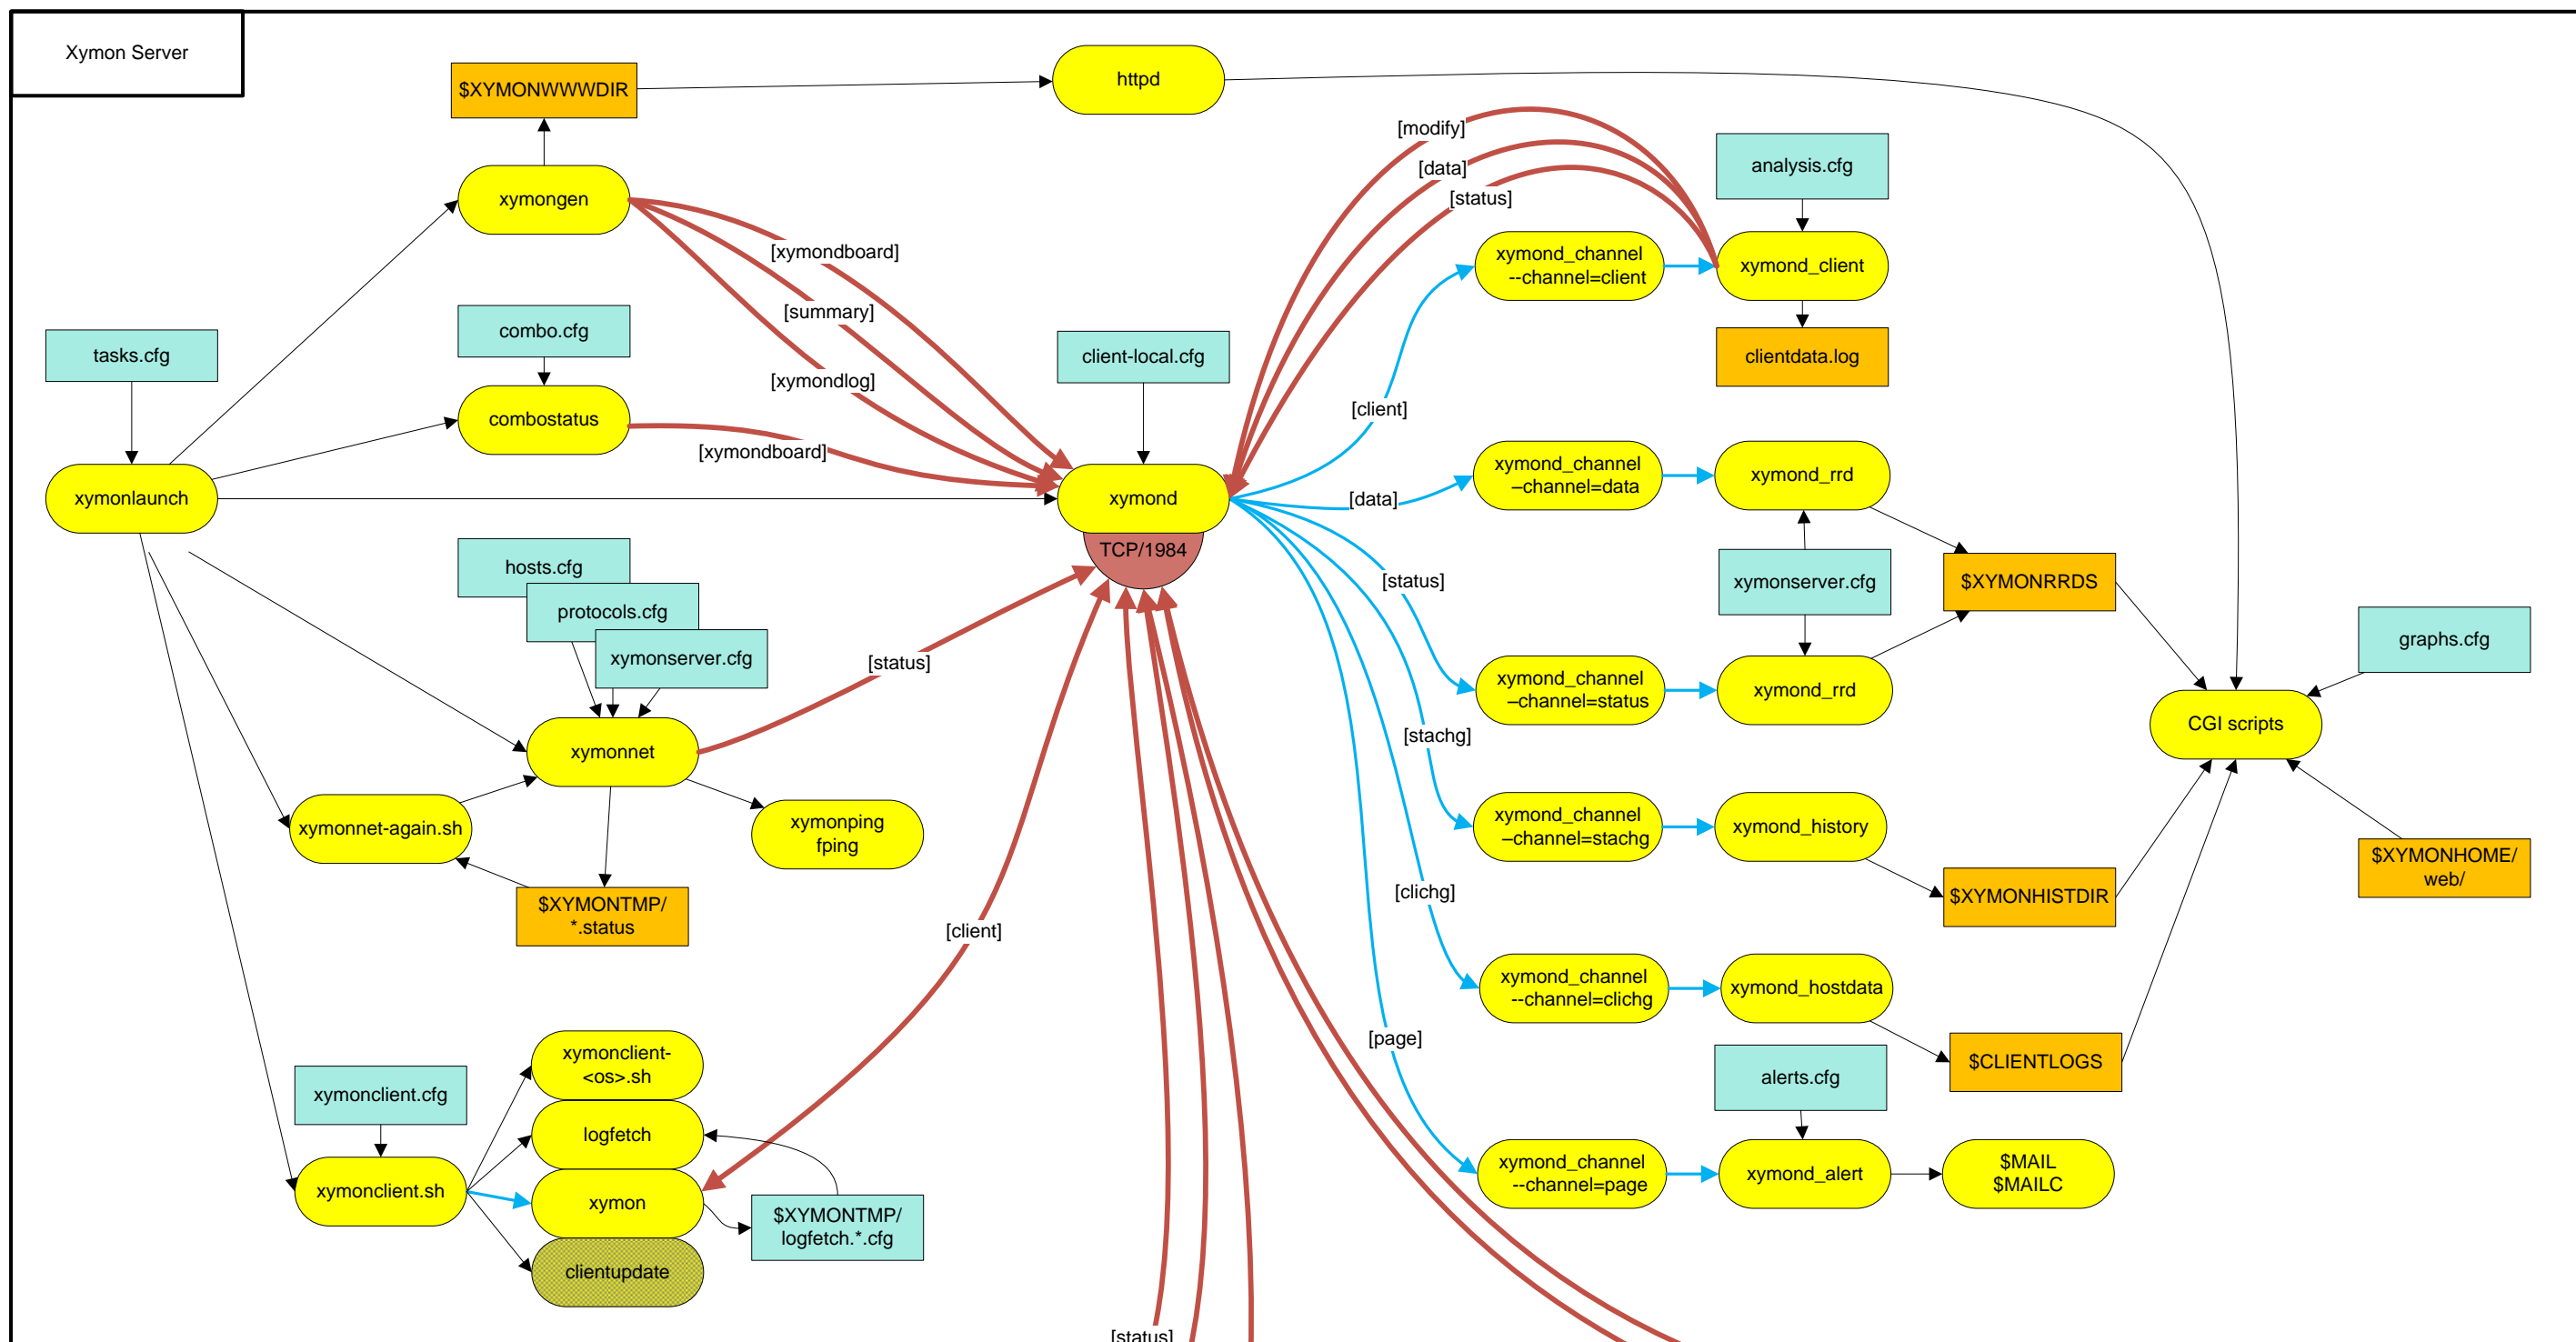 Xymon Server
$XYMONWWWDIR
httpd
xymongen
[xymondboard]
[summary]
[xymondlog]
combo.cfg
combostatus
[xymondboard]
tasks.cfg
xymonlaunch
client-local.cfg
xymond
TCP/1984
[modify]
[data]
[status]
analysis.cfg
xymond_channel
--channel=client
xymond_client
clientdata.log
[client]
[data]
xymond_channel
–channel=data
xymond_rrd
xymonserver.cfg
$XYMONRRDS
[status]
xymond_channel
–channel=status
xymond_rrd
graphs.cfg
CGI scripts
[stachg]
xymond_channel
–channel=stachg
xymond_history
$XYMONHISTDIR
$XYMONHOME/
web/
[clichg]
xymond_channel
--channel=clichg
xymond_hostdata
$CLIENTLOGS
[page]
alerts.cfg
xymond_channel
--channel=page
xymond_alert
$MAIL
$MAILC
hosts.cfg
protocols.cfg
xymonserver.cfg
[status]
xymonnet
xymonnet-again.sh
xymonping
fping
$XYMONTMP/
*.status
[client]
xymonclient.cfg
xymonclient.sh
xymonclient-
<os>.sh
logfetch
xymon
clientupdate
$XYMONTMP/
logfetch.*.cfg
[status]